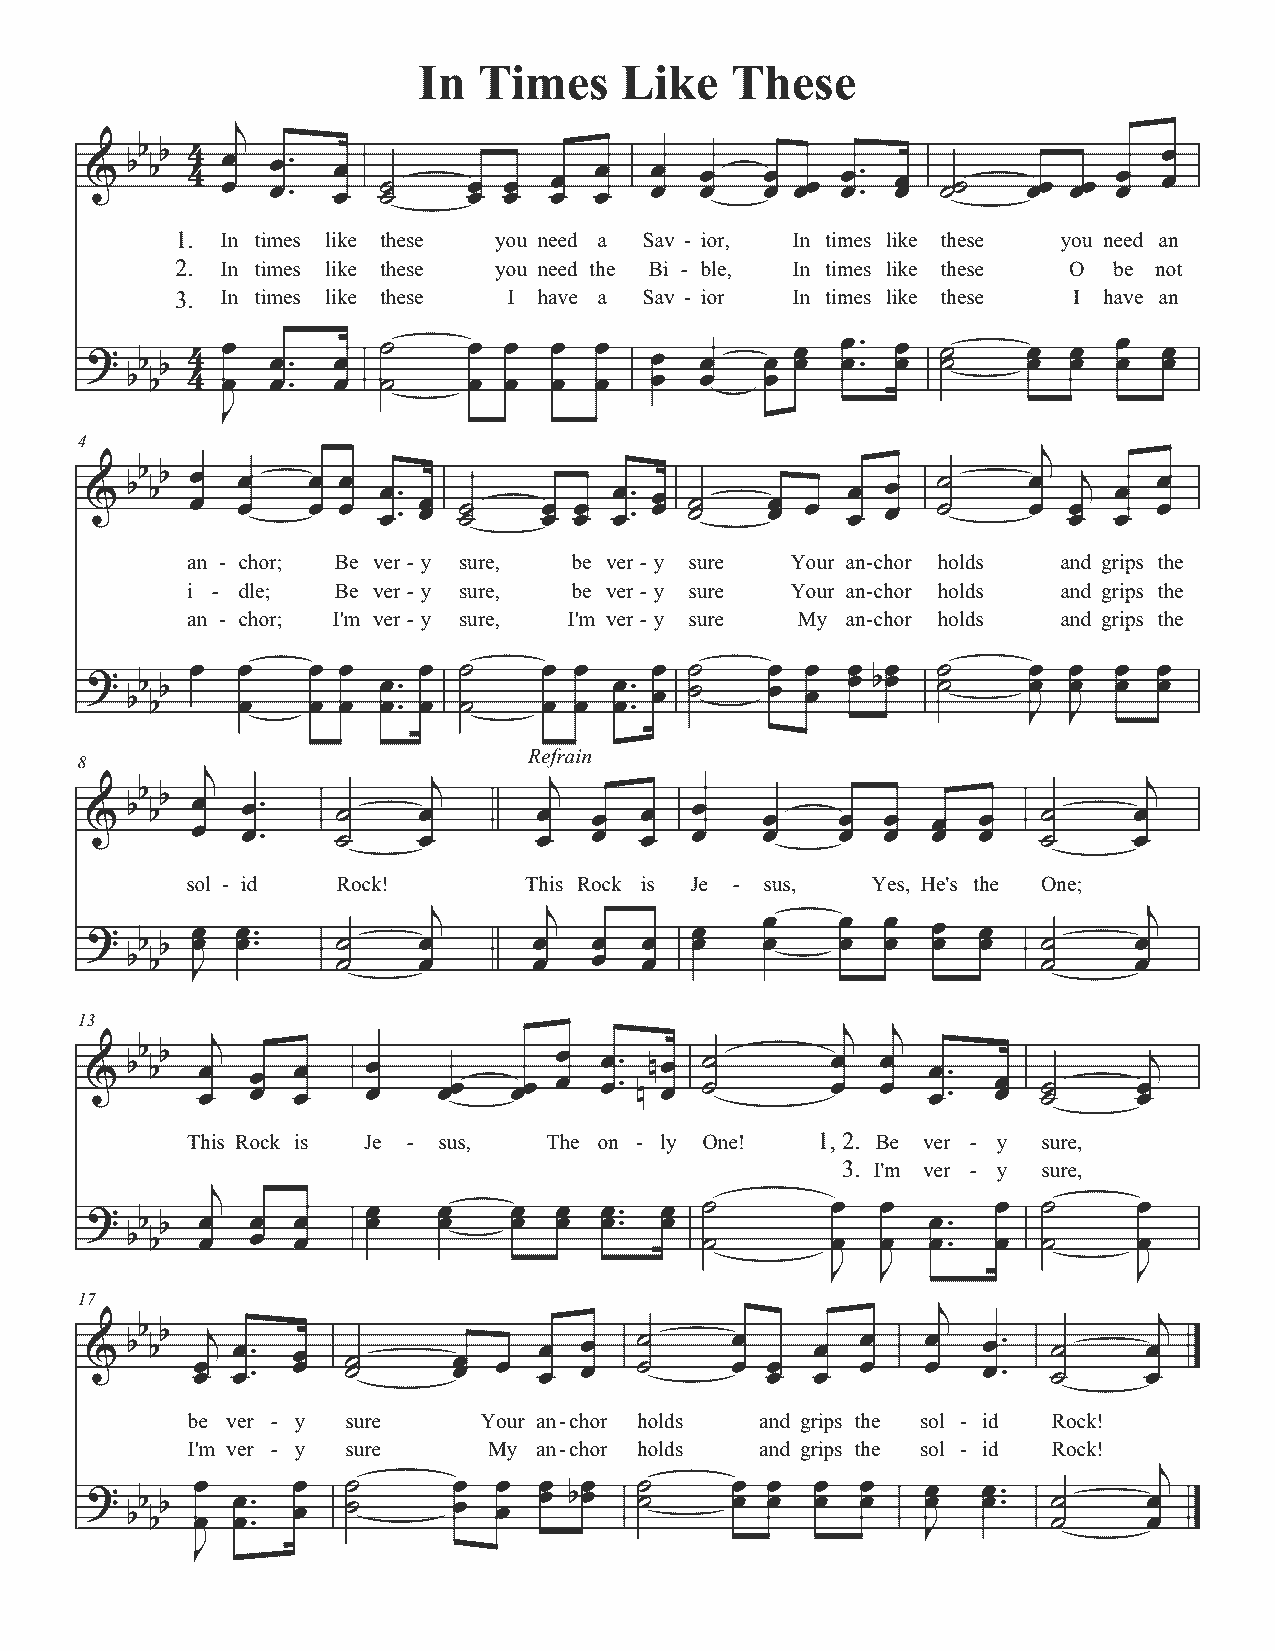 In Times Like These
1. In times like these you need a Sav - ior, In times like these you need an
2. In times like these you need the Bi - ble, In times like these O be not
3. In times like these I have a Sav - ior In times like these I have an
4
an - chor; Be ver - y sure, be ver - y sure Your an-chor holds and grips the
i - dle; Be ver - y sure, be ver - y sure Your an-chor holds and grips the
an - chor; I'm ver - y sure, I'm ver - y sure My an-chor holds and grips the
8
Refrain
sol - id Rock! This Rock is Je - sus, Yes, He's the One;
13
This Rock is Je - sus, The on - ly One! 1, 2. Be ver - y sure,
3. I'm ver - y sure,
17
be ver - y sure Your an-chor holds and grips the sol - id Rock!
I'm ver - y sure My an-chor holds and grips the sol - id Rock!